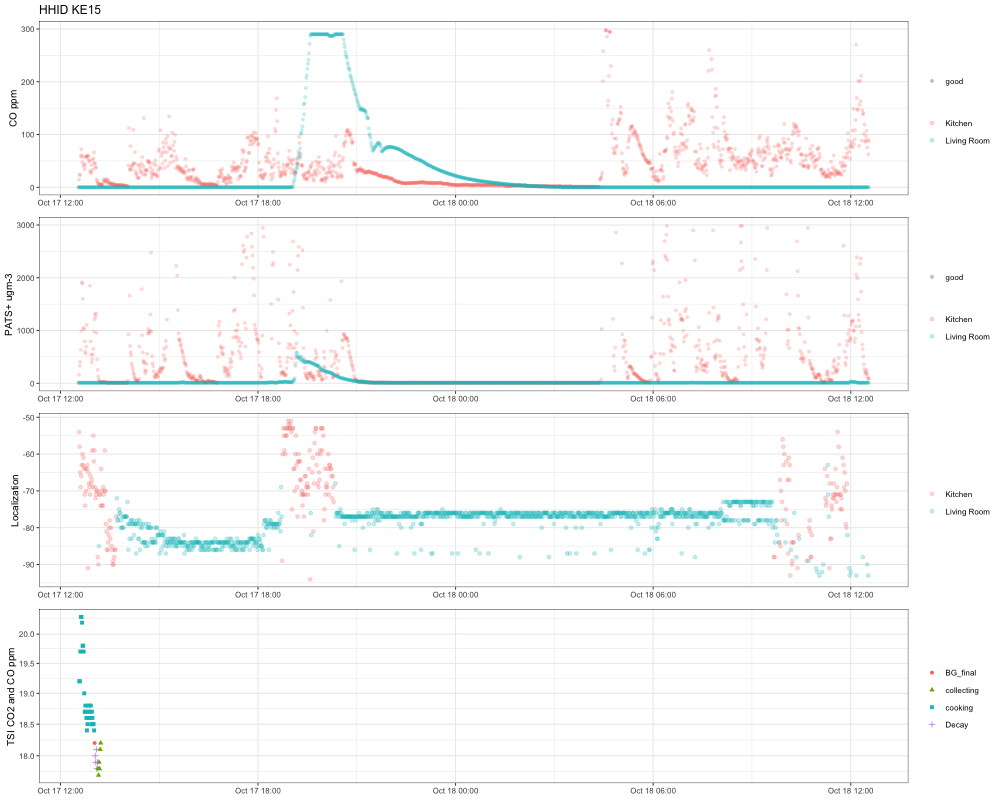 HHID KE15
300
200
100
0
CO ppm
Oct 17 12:00 Oct 17 18:00 Oct 18 00:00 Oct 18 06:00 Oct 18 12:00
good
Kitchen
Living Room
3000
2000
1000
0
PATS+ ugm-3
Oct 17 12:00 Oct 17 18:00 Oct 18 00:00 Oct 18 06:00 Oct 18 12:00
good
Kitchen
Living Room
-50
-60
-70
-80
-90
Localization
Oct 17 12:00 Oct 17 18:00 Oct 18 00:00 Oct 18 06:00 Oct 18 12:00
Kitchen
Living Room
20.0
19.5
19.0
18.5
18.0
TSI CO2 and CO ppm
Oct 17 12:00 Oct 17 18:00 Oct 18 00:00 Oct 18 06:00 Oct 18 12:00
BG_final
collecting
cooking
Decay